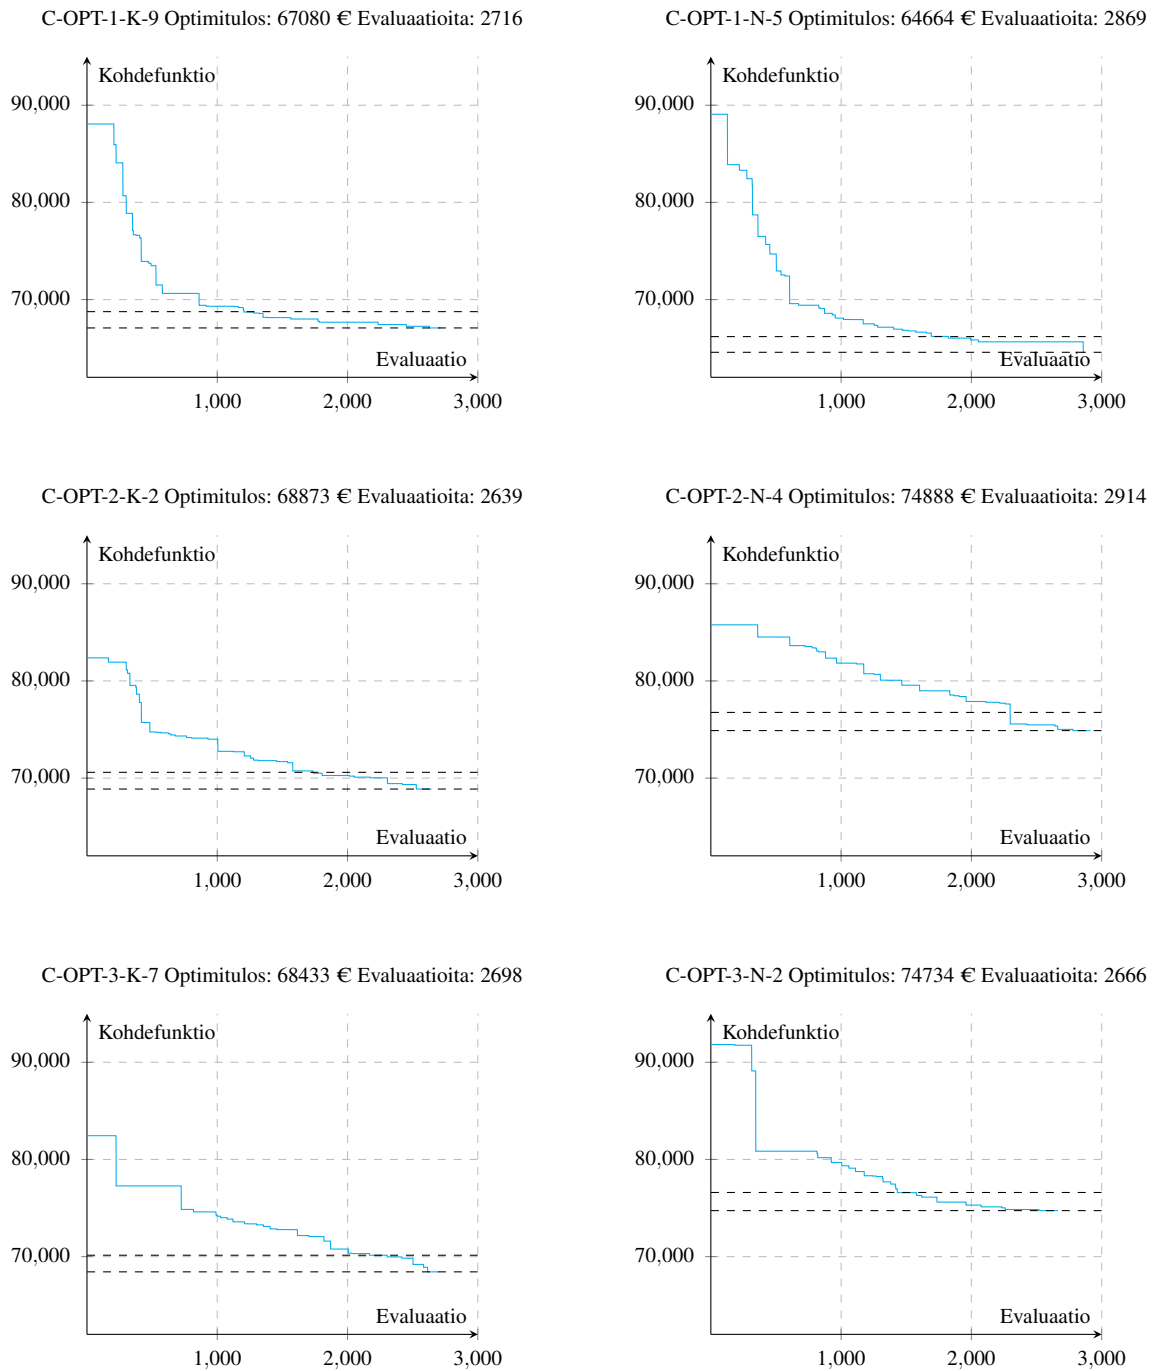 C-OPT-1-K-9 Optimitulos: 67080 € Evaluaatioita: 2716
Kohdefunktio
90,000
80,000
70,000
Evaluaatio
1,000 2,000 3,000
C-OPT-1-N-5 Optimitulos: 64664 € Evaluaatioita: 2869
Kohdefunktio
90,000
80,000
70,000
Evaluaatio
1,000 2,000 3,000
C-OPT-2-K-2 Optimitulos: 68873 € Evaluaatioita: 2639
Kohdefunktio
90,000
80,000
70,000
Evaluaatio
1,000 2,000 3,000
C-OPT-2-N-4 Optimitulos: 74888 € Evaluaatioita: 2914
Kohdefunktio
90,000
80,000
70,000
Evaluaatio
1,000 2,000 3,000
C-OPT-3-K-7 Optimitulos: 68433 € Evaluaatioita: 2698
Kohdefunktio
90,000
80,000
70,000
Evaluaatio
1,000 2,000 3,000
C-OPT-3-N-2 Optimitulos: 74734 € Evaluaatioita: 2666
Kohdefunktio
90,000
80,000
70,000
Evaluaatio
1,000 2,000 3,000